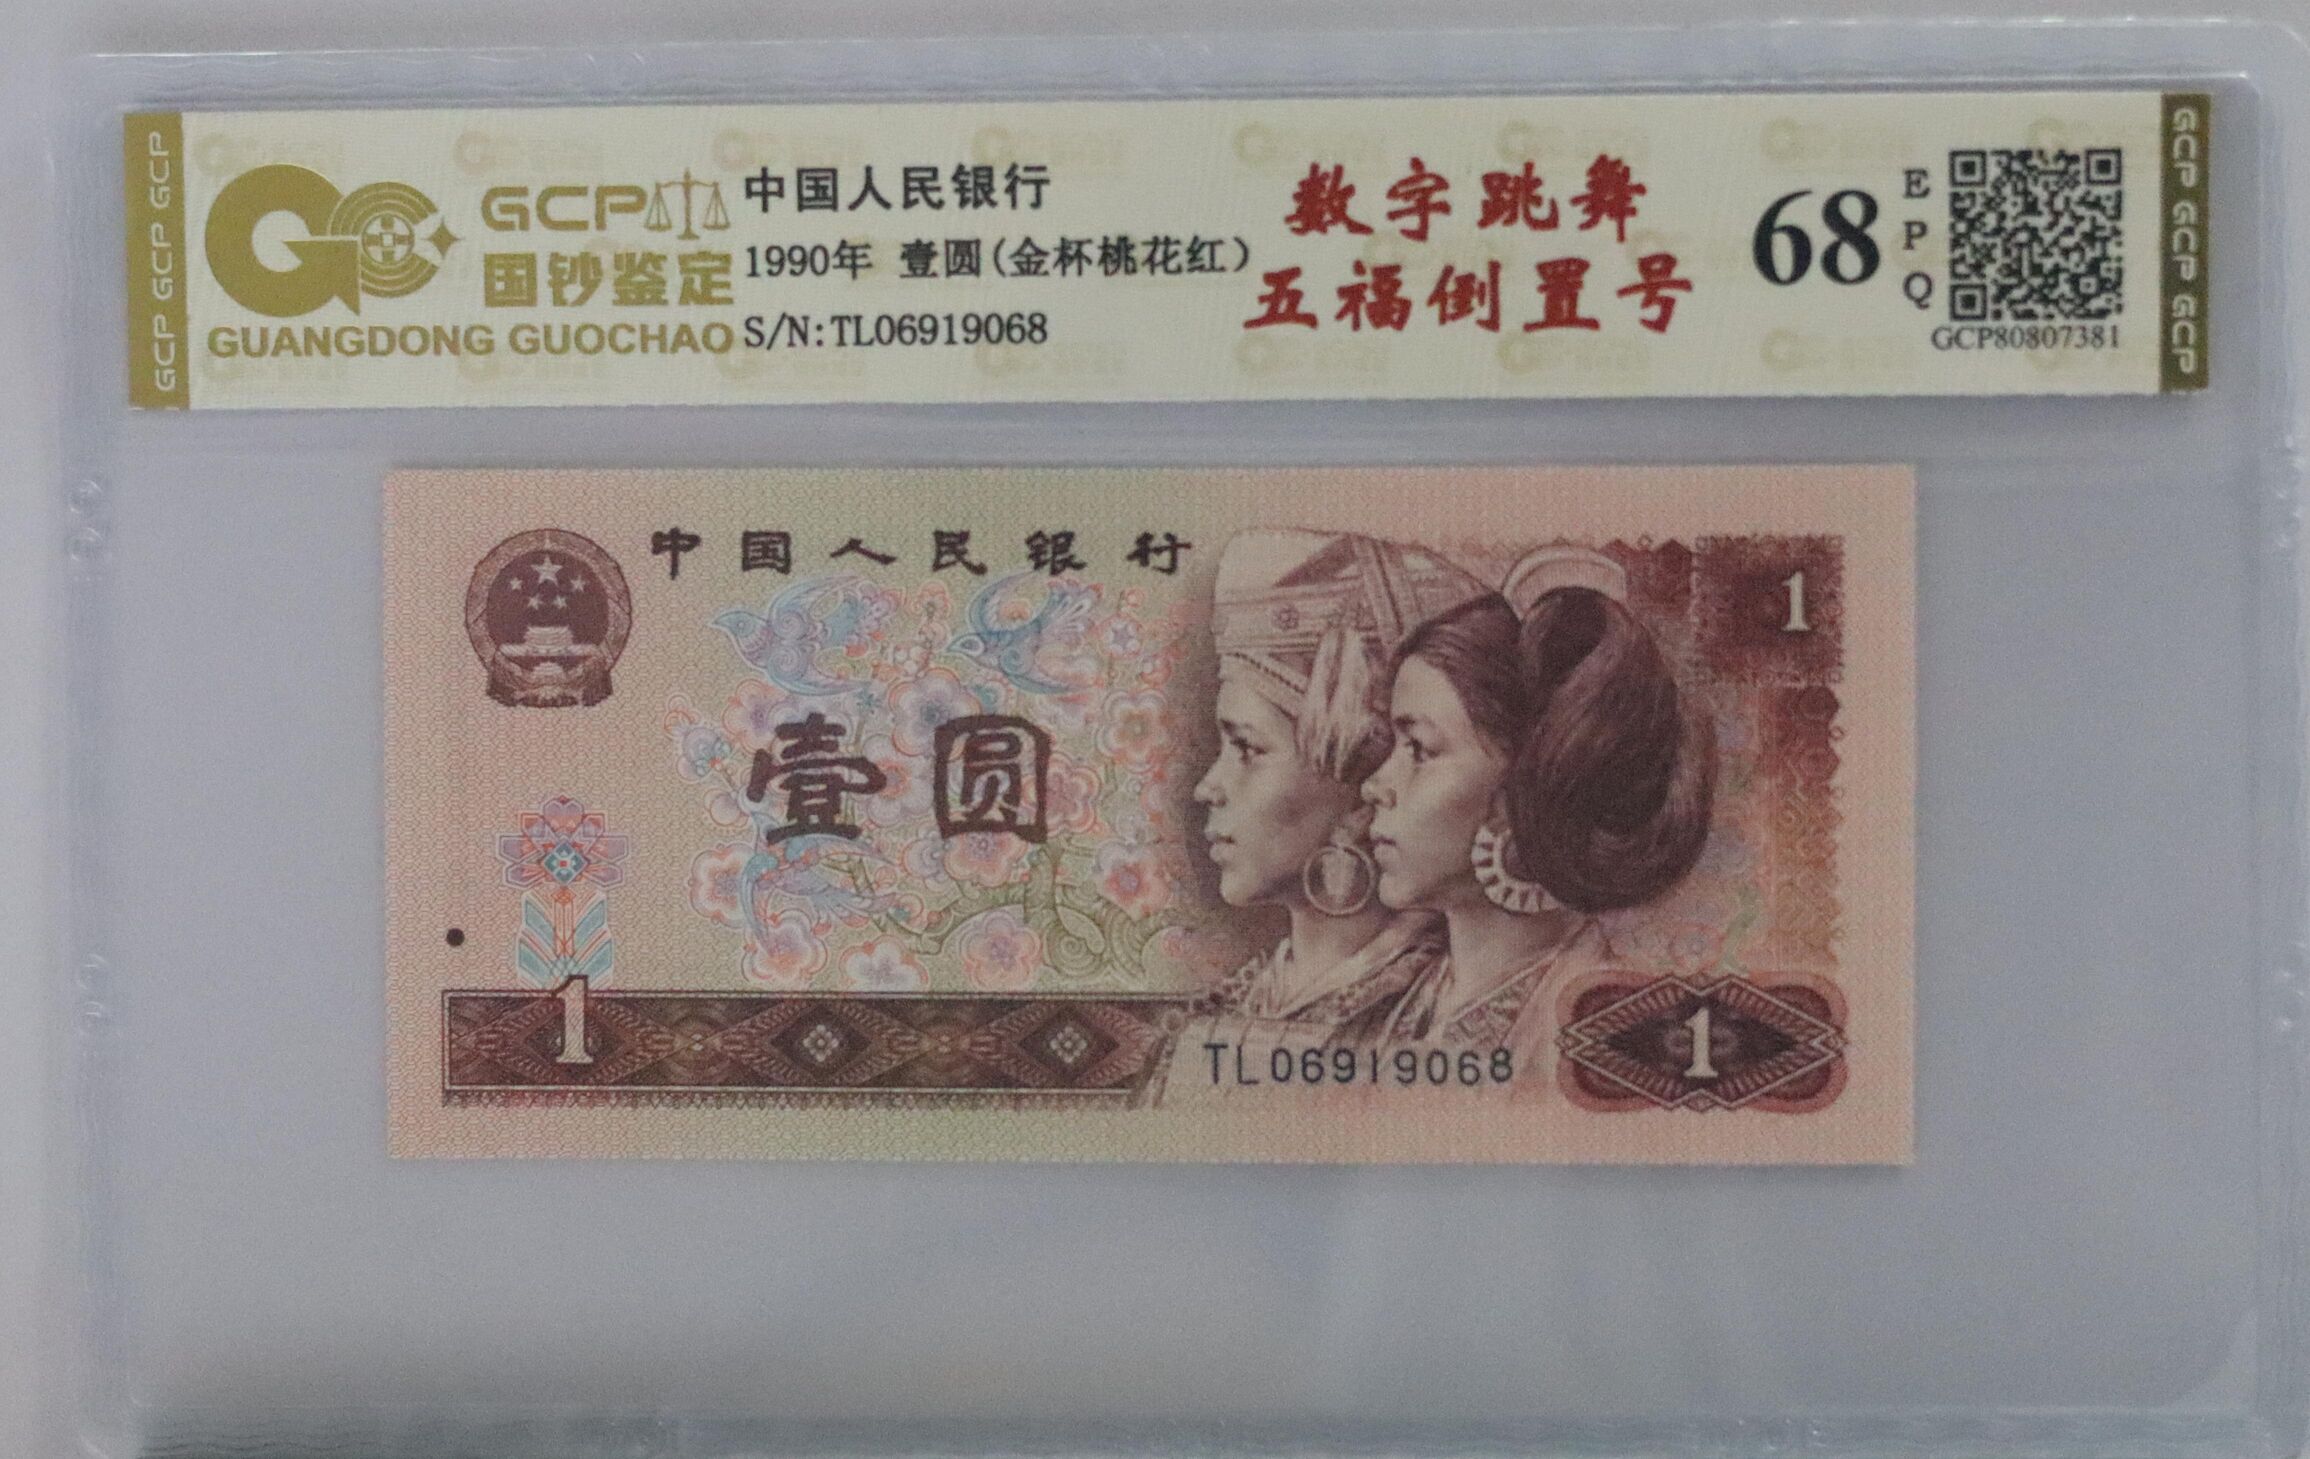 GCP GCP GCP
GCP
国钞鉴定
GUANGDONG GUOCHAO
中国人民银行
1990年 壹圆(金杯桃花红)
S/N:TL06919068
数字跳舞
五福倒置号
68
EPQ
GCP80807381
GCP GCP GCP
中国人民银行
1
壹圆
1
TL06919068
1